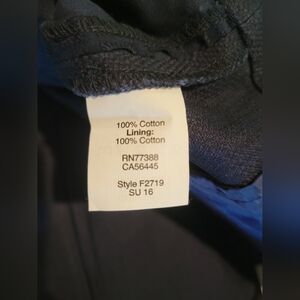 100% Cotton
Lining:
100% Cotton
RN77388
CA56445
Style F2719
SU 16